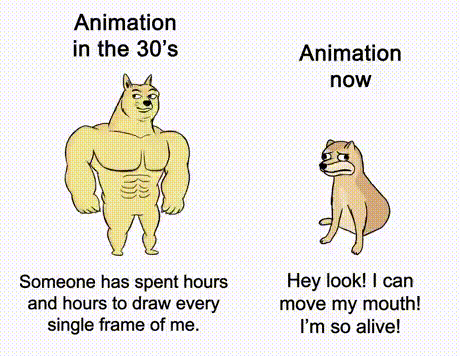 Animation
in the 30's
Animation
now
Someone has spent hours
and hours to draw every
single frame of me.
Hey look! I can
move my mouth!
I'm so alive!